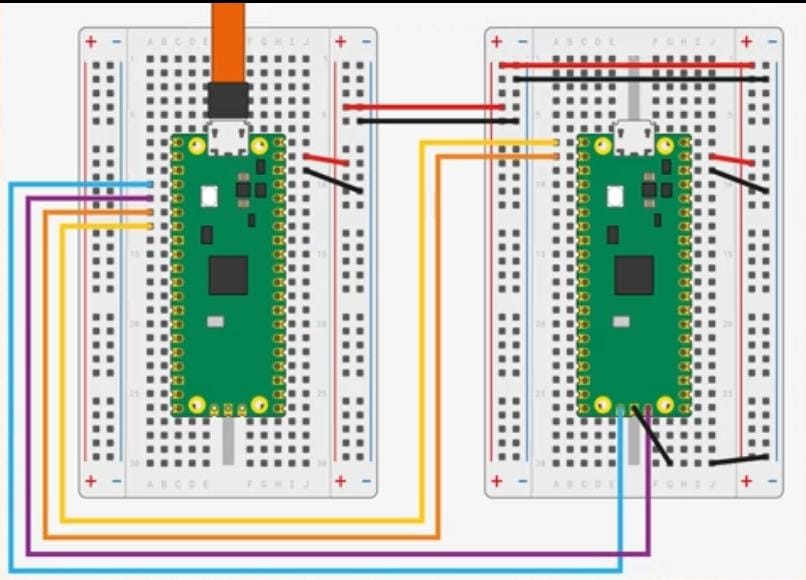 + − A B C D E F G H I J + −
+ − A B C D E F G H I J + −
1 1 1 1
5 5 5 5
10 10 10 10
15 15 15 15
20 20 20 20
25 25 25 25
30 30 30 30
+ − A B C D E F G H I J + −
+ − A B C D E F G H I J + −